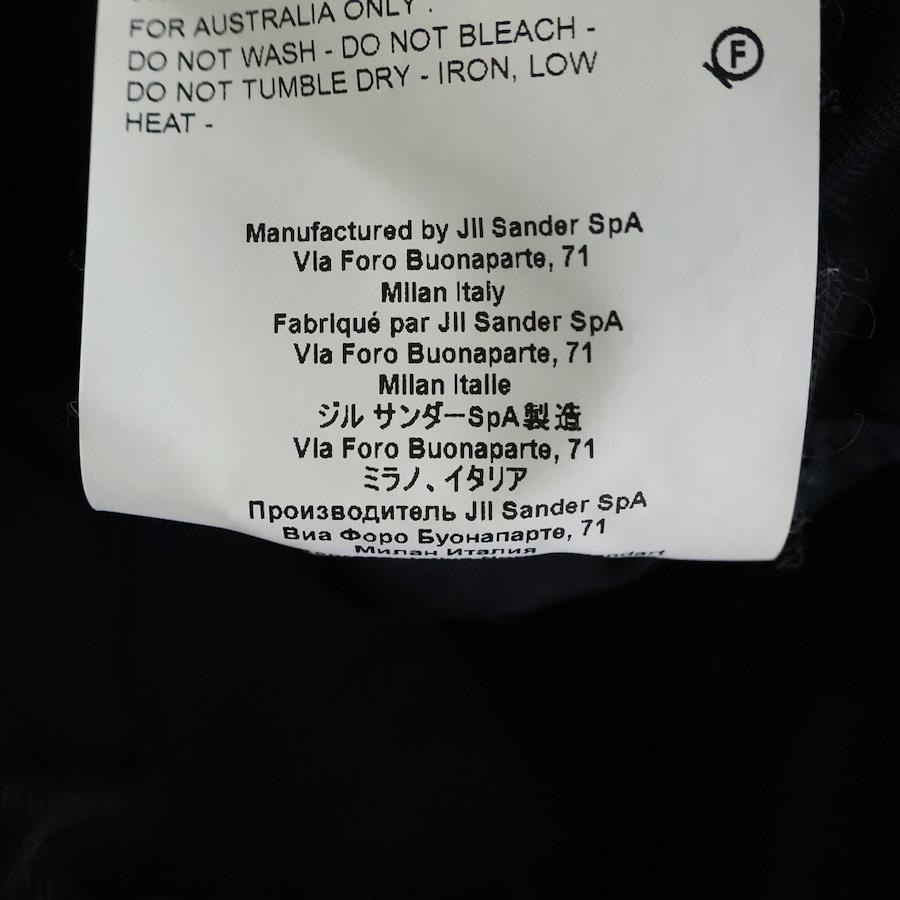 FOR AUSTRALIA ONLY :
DO NOT WASH - DO NOT BLEACH -
DO NOT TUMBLE DRY - IRON, LOW
HEAT -
F
Manufactured by Jil Sander SpA
Via Foro Buonaparte, 71
Milan Italy
Fabriqué par Jil Sander SpA
Via Foro Buonaparte, 71
Milan Italie
ジル サンダーSpA製造
Via Foro Buonaparte, 71
ミラノ、イタリア
Производитель Jil Sander SpA
Виа Форо Буонапарте, 71
Милан Италия